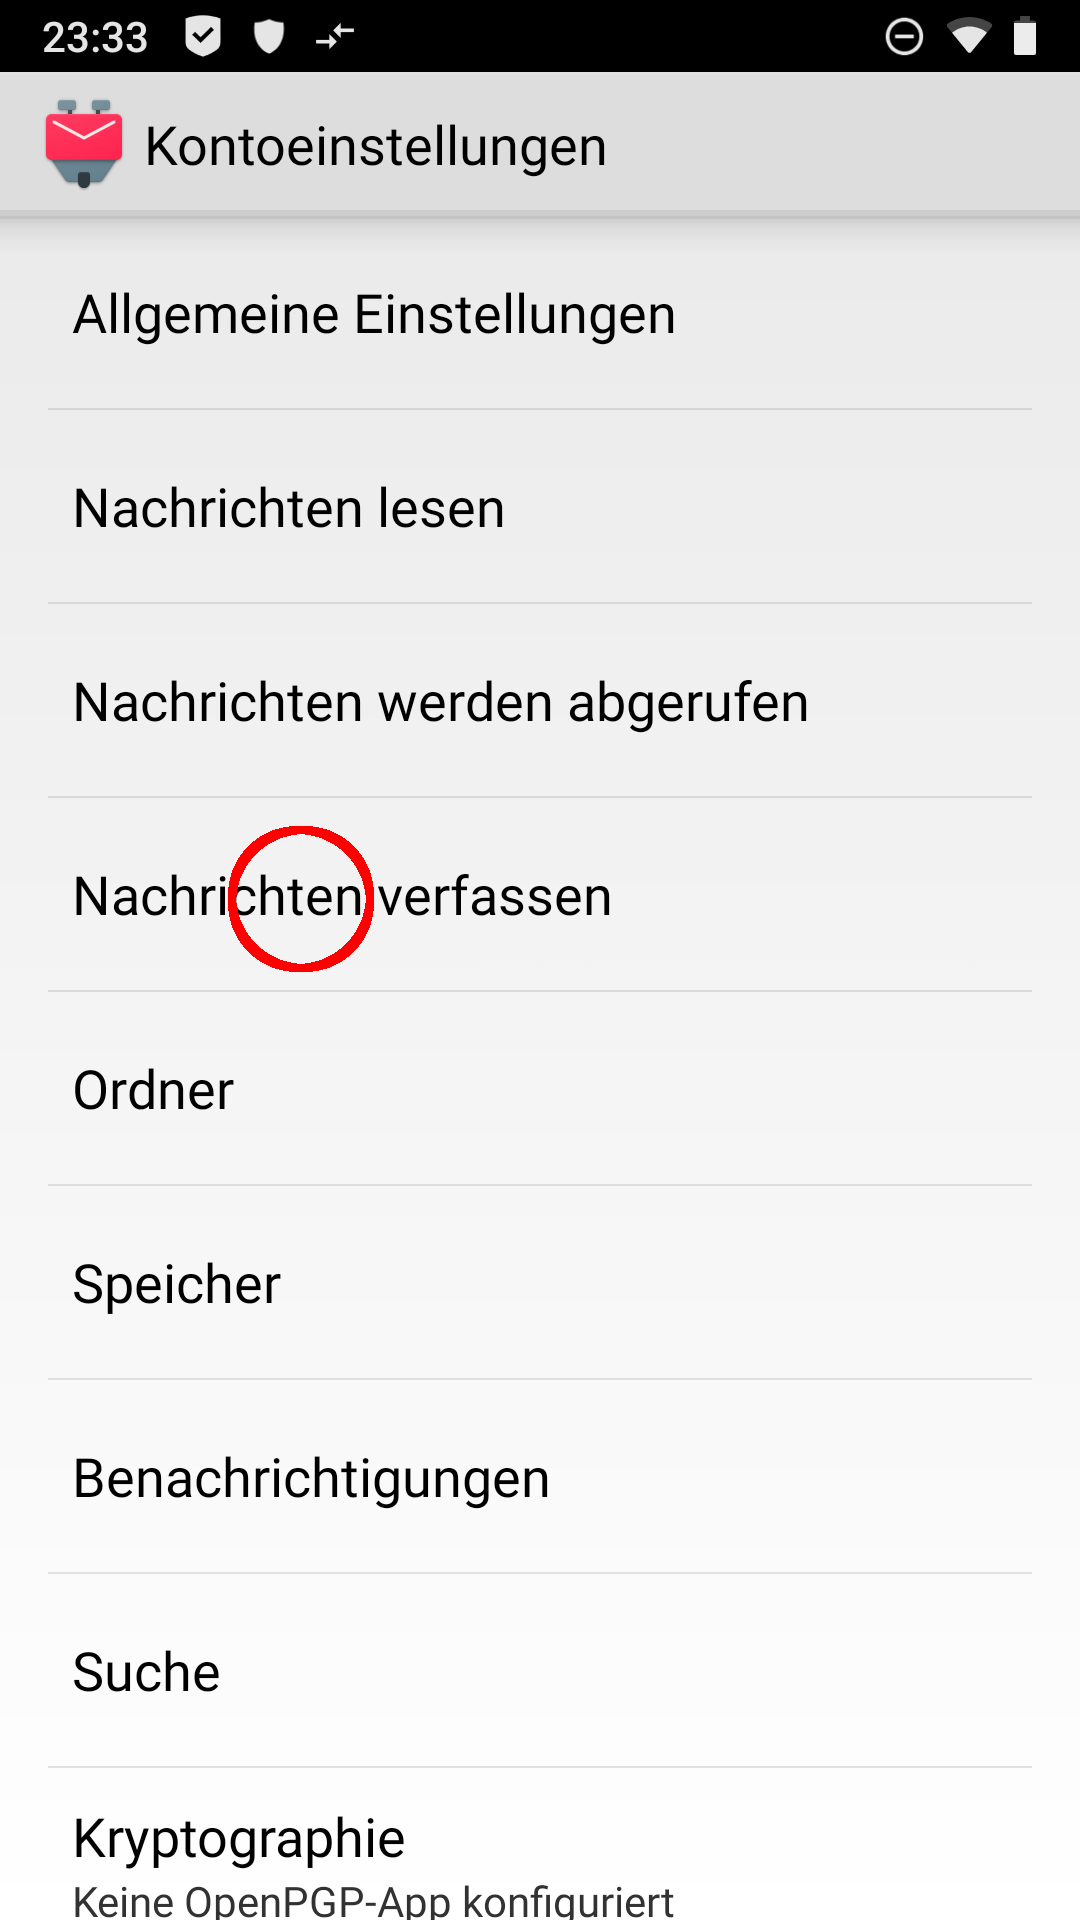 23:33
Kontoeinstellungen
Allgemeine Einstellungen
Nachrichten lesen
Nachrichten werden abgerufen
Nachrichten verfassen
Ordner
Speicher
Benachrichtigungen
Suche
Kryptographie
Keine OpenPGP-App konfiguriert